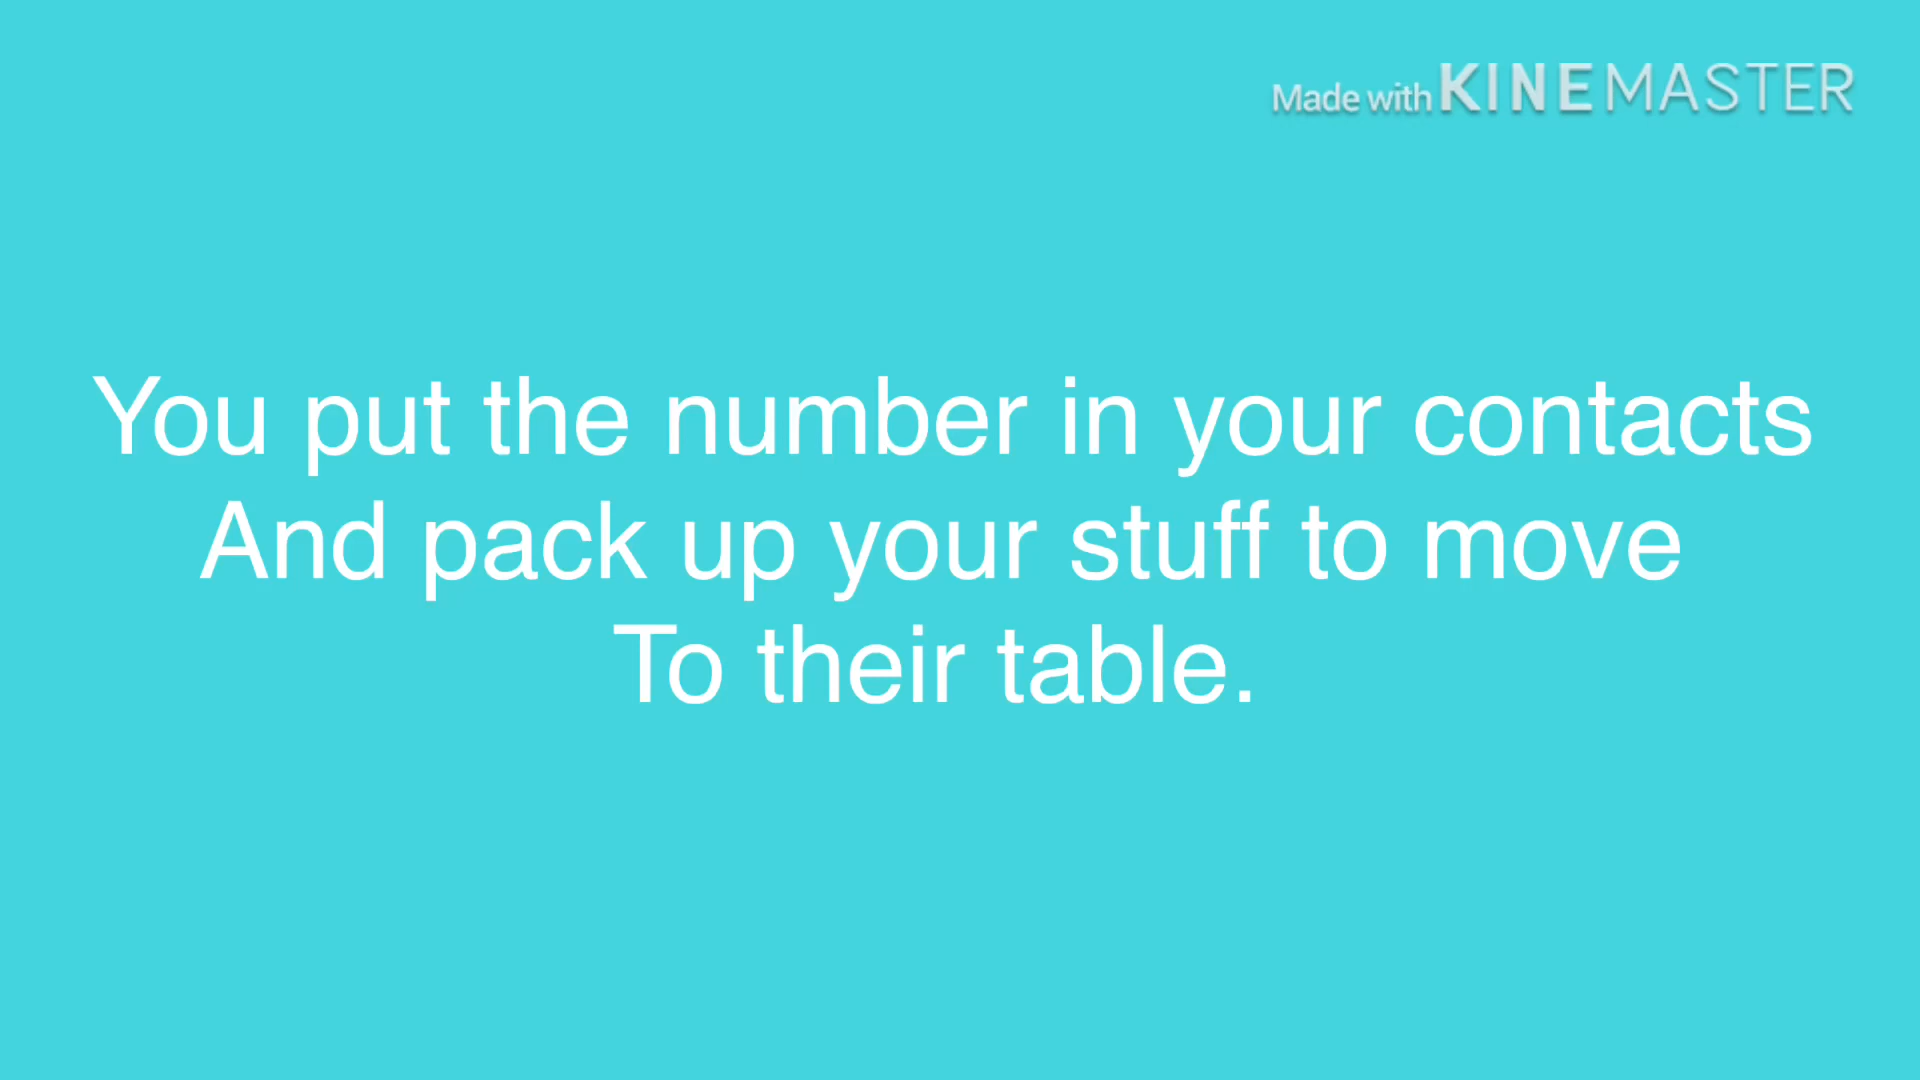 Made with KINEMASTER
You put the number in your contacts
And pack up your stuff to move
To their table.